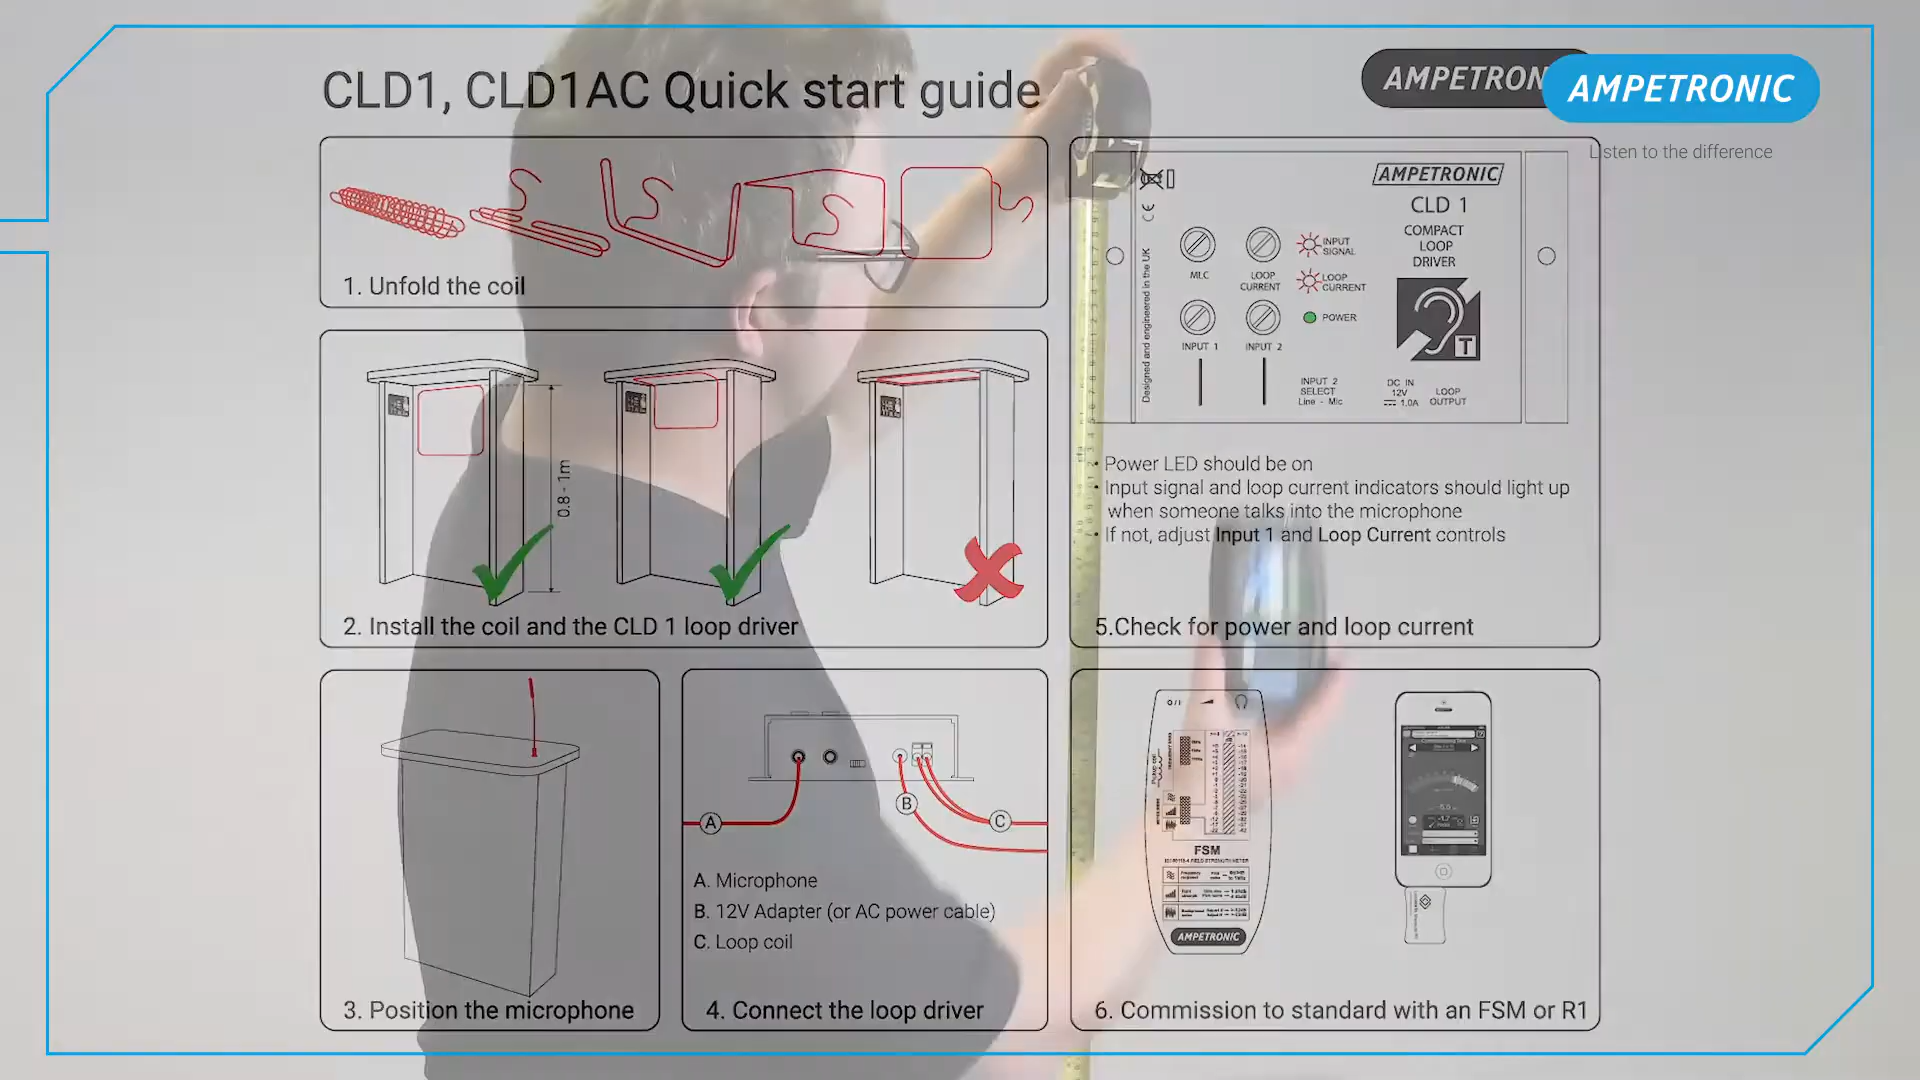 CLD1, CLD1AC Quick start guide
AMPETRON
AMPETRONIC
Listen to the difference
1. Unfold the coil
0.8 - 1m
2. Install the coil and the CLD 1 loop driver
3. Position the microphone
A
B
C
A. Microphone
B. 12V Adapter (or AC power cable)
C. Loop coil
4. Connect the loop driver
Designed and engineered in the UK
CE
AMPETRONIC
CLD 1
COMPACT
LOOP
DRIVER
MLC
LOOP
CURRENT
INPUT
SIGNAL
LOOP
CURRENT
POWER
INPUT 1
INPUT 2
T
INPUT 2
SELECT
Line - Mic
DC IN
12V
1.0A
LOOP
OUTPUT
• Power LED should be on
• Input signal and loop current indicators should light up
when someone talks into the microphone
• If not, adjust Input 1 and Loop Current controls
5.Check for power and loop current
FSM
AMPETRONIC
6. Commission to standard with an FSM or R1